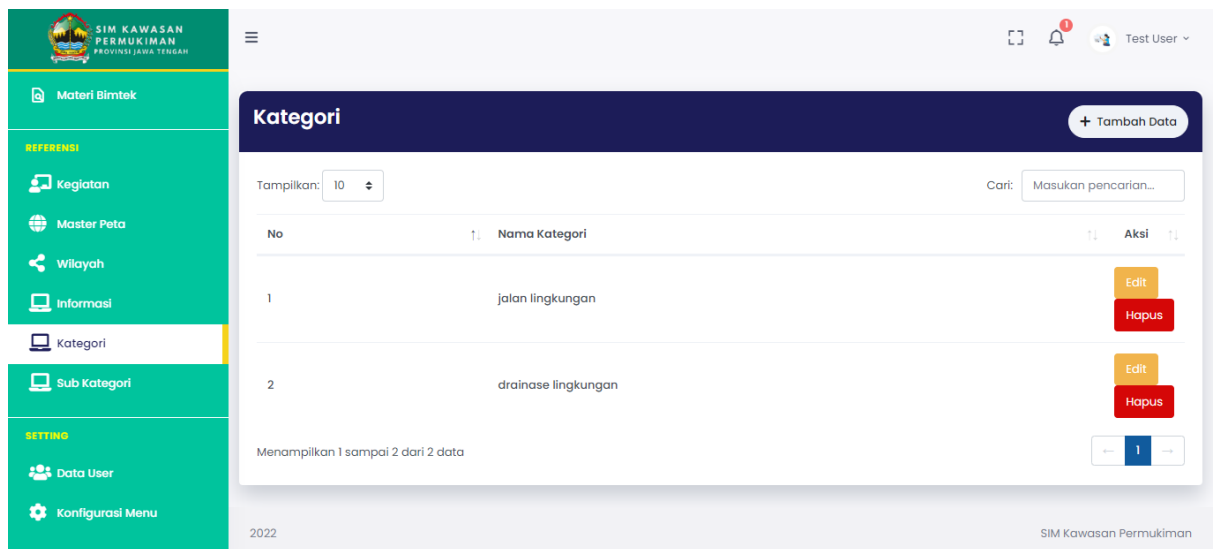 SIM KAWASAN
PERMUKIMAN
PROVINSI JAWA TENGAH
1
Test User
Materi Bimtek
REFERENSI
Kegiatan
Master Peta
Wilayah
Informasi
Kategori
Sub Kategori
SETTING
Data User
Konfigurasi Menu
Kategori
+ Tambah Data
Tampilkan: 10
Cari: Masukan pencarian...
No Nama Kategori Aksi
1 jalan lingkungan Edit
Hapus
2 drainase lingkungan Edit
Hapus
Menampilkan 1 sampai 2 dari 2 data
← 1 →
2022
SIM Kawasan Permukiman